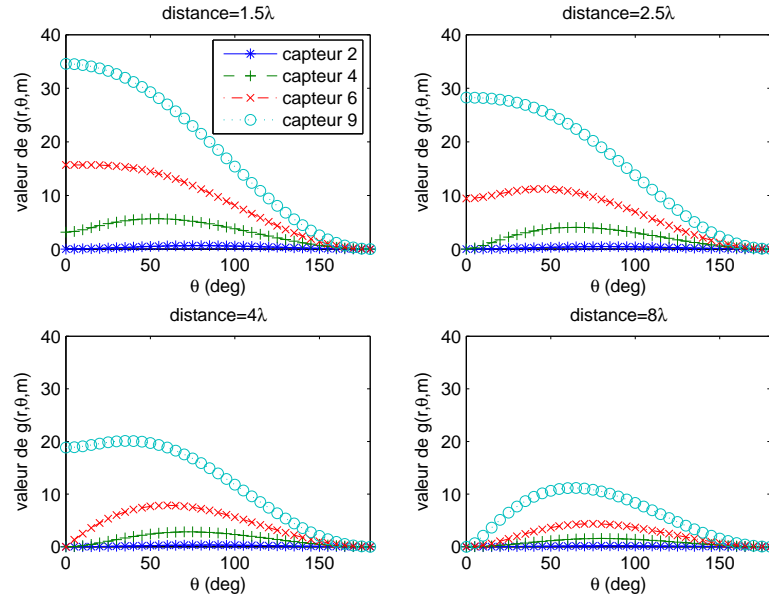 distance=1.5λ
valeur de g(r,θ,m)
40
30
20
10
0
0
50
100
150
θ (deg)
capteur 2
capteur 4
capteur 6
capteur 9
distance=2.5λ
valeur de g(r,θ,m)
40
30
20
10
0
0
50
100
150
θ (deg)
distance=4λ
valeur de g(r,θ,m)
40
30
20
10
0
0
50
100
150
θ (deg)
distance=8λ
valeur de g(r,θ,m)
40
30
20
10
0
0
50
100
150
θ (deg)